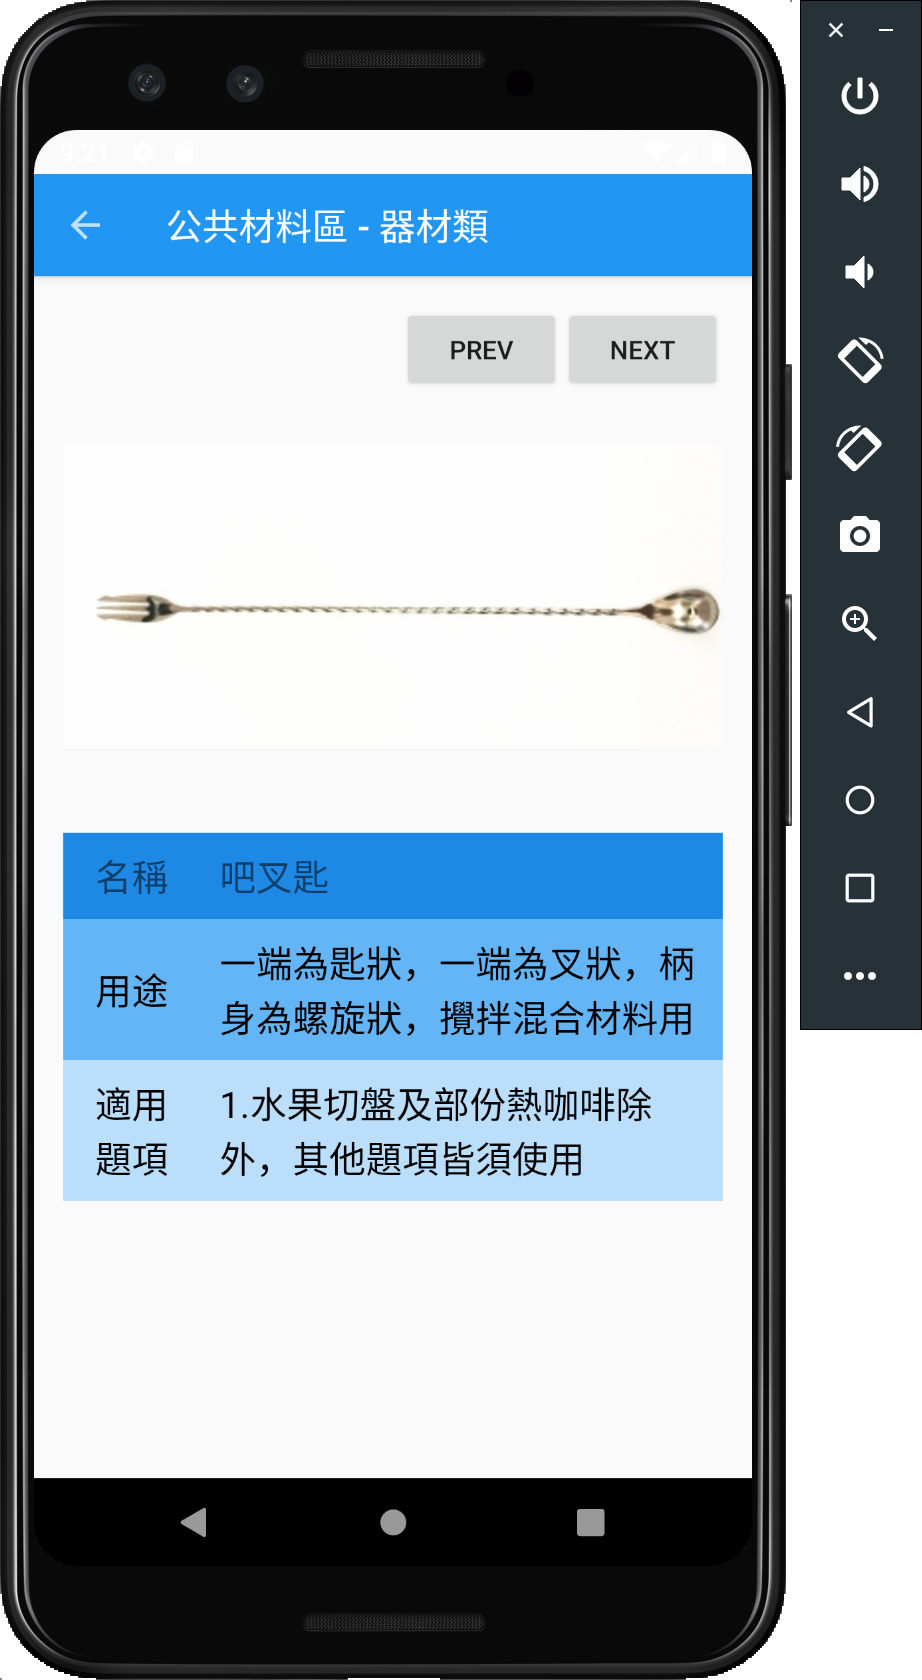 9:21
公共材料區 - 器材類
PREV NEXT
名稱 吧叉匙
用途 一端為匙狀，一端為叉狀，柄
身為螺旋狀，攪拌混合材料用
適用 1.水果切盤及部份熱咖啡除
題項 外，其他題項皆須使用